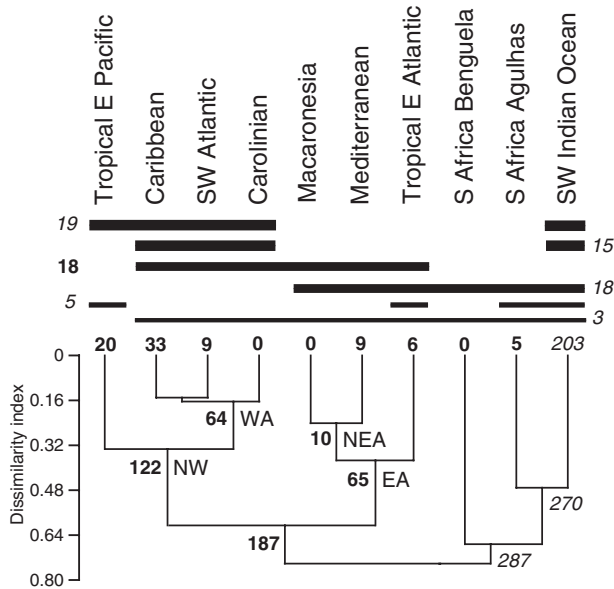 Tropical E Pacific
Caribbean
SW Atlantic
Carolinian
Macaronesia
Mediterranean
Tropical E Atlantic
S Africa Benguela
S Africa Agulhas
SW Indian Ocean
19
15
18
18
5
3
20 33 9 0 0 9 6 0 5 203
Dissimilarity index
0
0.16
0.32
0.48
0.64
0.80
64 WA
10 NEA
122 NW
65 EA
270
187
287